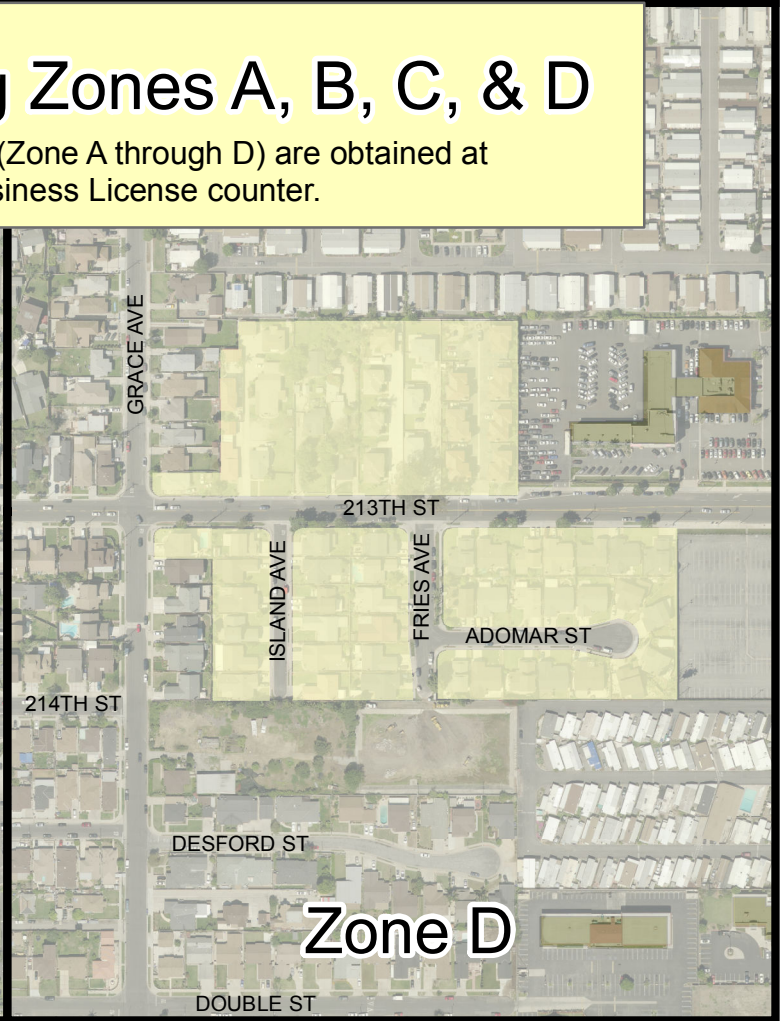 Zones A, B, C, & D
(Zone A through D) are obtained at
siness License counter.
GRACE AVE
213TH ST
ISLAND AVE
FRIES AVE
ADOMAR ST
214TH ST
DESFORD ST
Zone D
DOUBLE ST